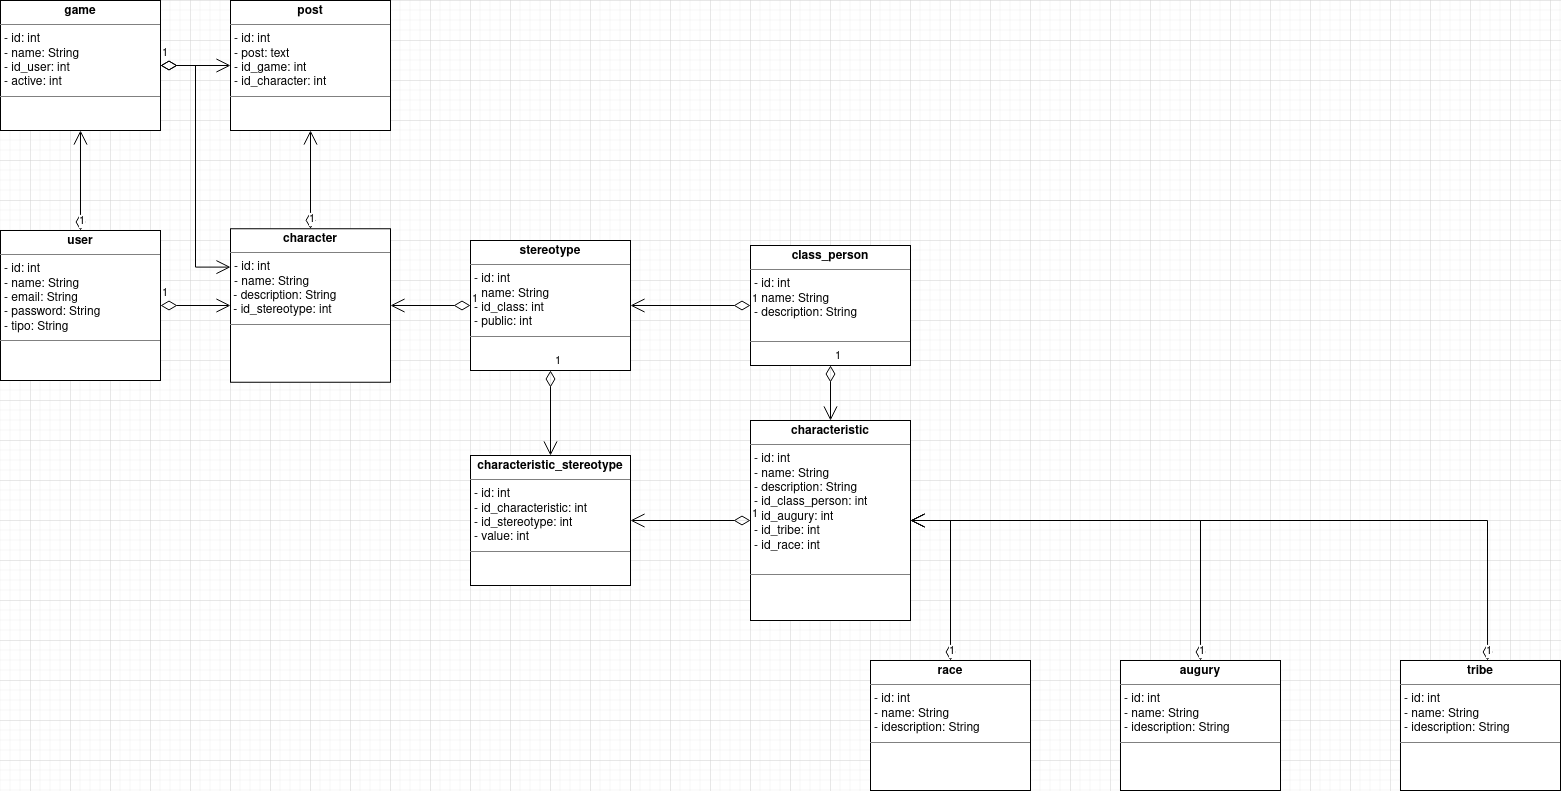 game
- id: int
- name: String
- id_user: int
- active: int
1
post
- id: int
- post: text
- id_game: int
- id_character: int
1
user
- id: int
- name: String
- email: String
- password: String
- tipo: String
1
1
character
- id: int
- name: String
- description: String
- id_stereotype: int
stereotype
- id: int
name: String
- id_class: int
- public: int
1
1
class_person
- id: int
name: String
- description: String
1
1
characteristic_stereotype
- id: int
- id_characteristic: int
- id_stereotype: int
- value: int
characteristic
- id: int
- name: String
- description: String
- id_class_person: int
id_augury: int
- id_tribe: int
- id_race: int
1
1
race
- id: int
- name: String
- idescription: String
1
augury
- id: int
- name: String
- idescription: String
1
tribe
- id: int
- name: String
- idescription: String